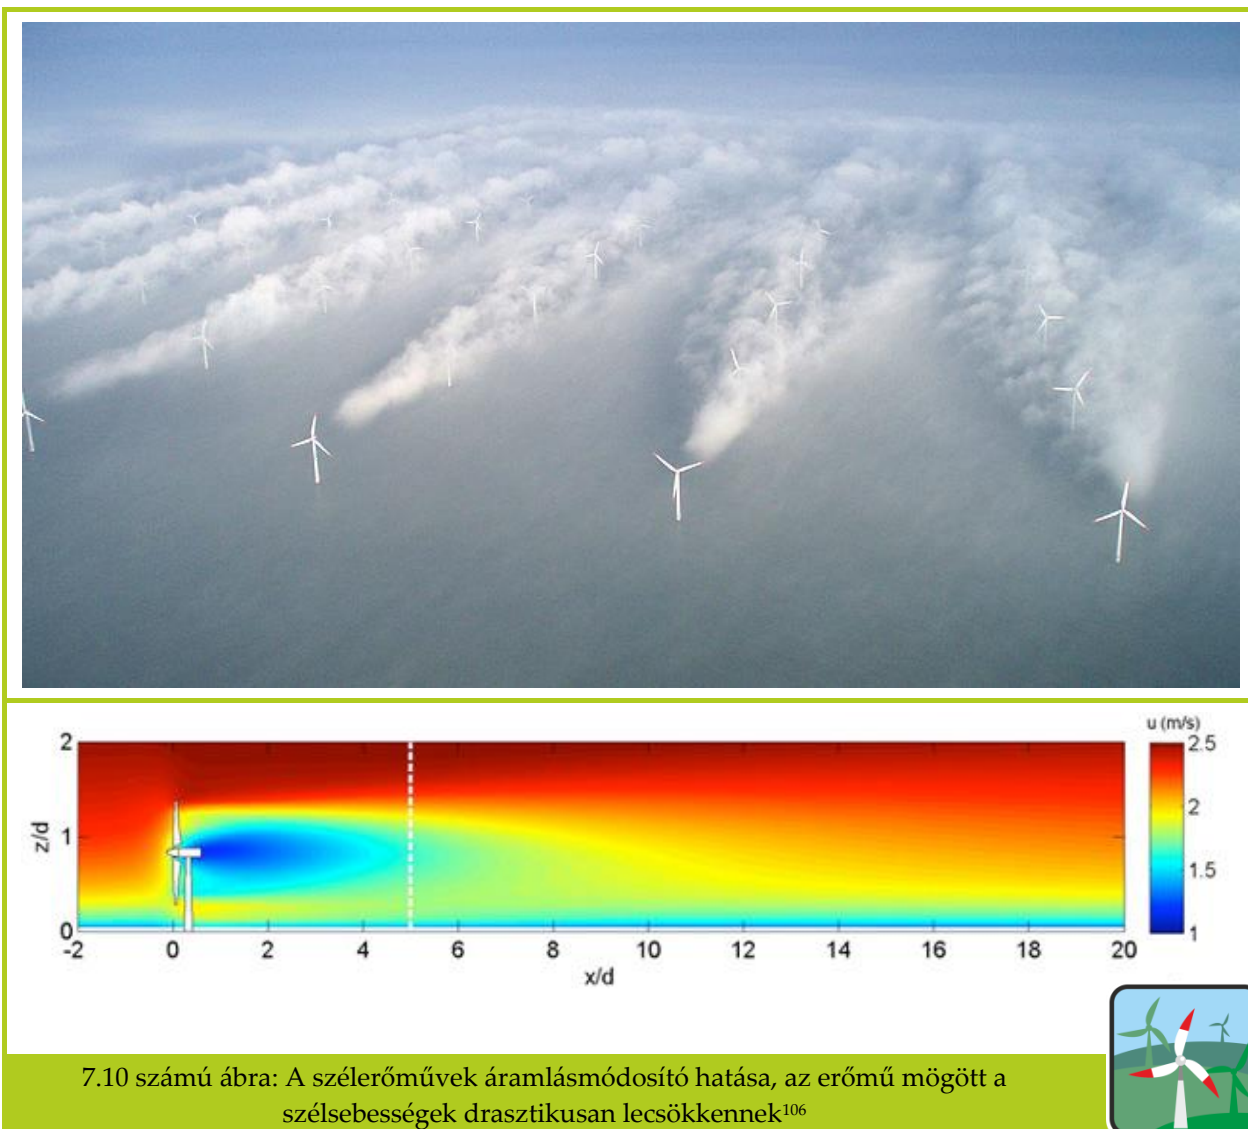 u (m/s)
2.5
2
1.5
1
2
1
0
z/d
-2 0 2 4 6 8 10 12 14 16 18 20
x/d
7.10 számú ábra: A szélerőművek áramlásmódosító hatása, az erőmű mögött a
szélsebességek drasztikusan lecsökkennek106